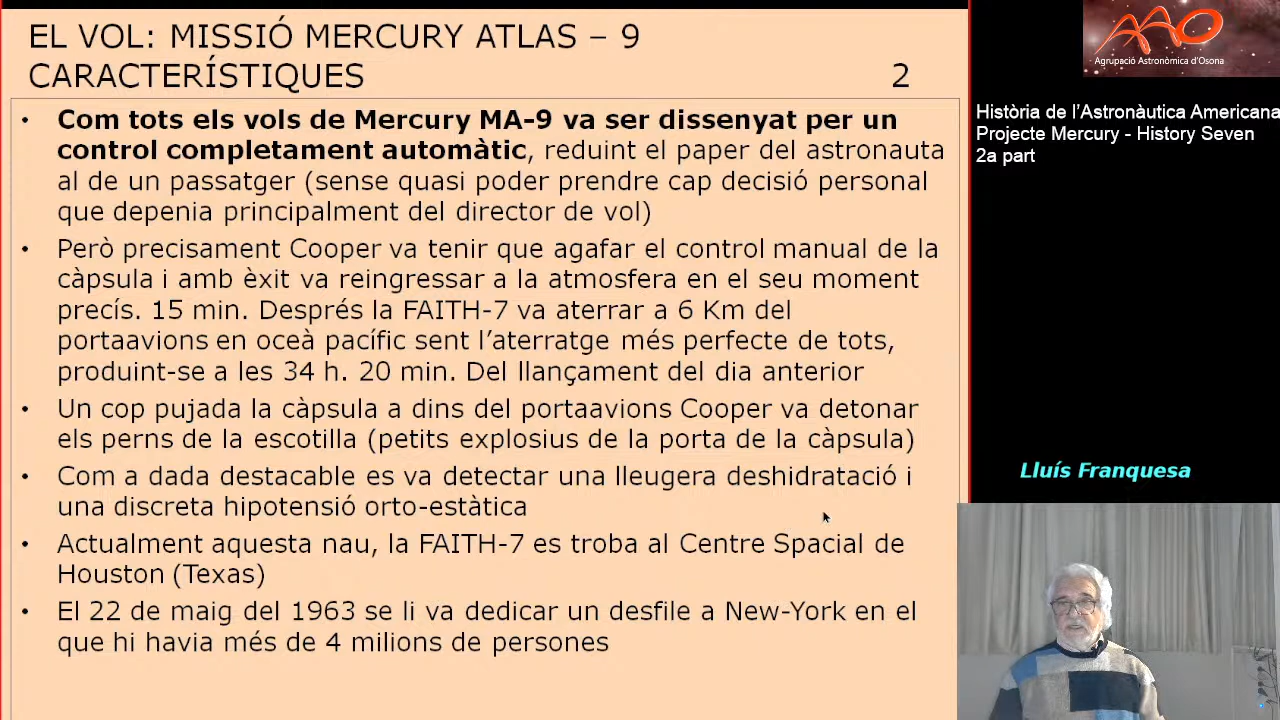 EL VOL: MISSIÓ MERCURY ATLAS – 9
CARACTERÍSTIQUES 2
• Com tots els vols de Mercury MA-9 va ser dissenyat per un
control completament automàtic, reduint el paper del astronauta
al de un passatger (sense quasi poder prendre cap decisió personal
que depenia principalment del director de vol)
• Però precisament Cooper va tenir que agafar el control manual de la
càpsula i amb èxit va reingressar a la atmosfera en el seu moment
precís. 15 min. Després la FAITH-7 va aterrar a 6 Km del
portaavions en oceà pacífic sent l’aterratge més perfecte de tots,
produint-se a les 34 h. 20 min. Del llançament del dia anterior
• Un cop pujada la càpsula a dins del portaavions Cooper va detonar
els perns de la escotilla (petits explosius de la porta de la càpsula)
• Com a dada destacable es va detectar una lleugera deshidratació i
una discreta hipotensió orto-estàtica
• Actualment aquesta nau, la FAITH-7 es troba al Centre Spacial de
Houston (Texas)
• El 22 de maig del 1963 se li va dedicar un desfile a New-York en el
que hi havia més de 4 milions de persones
AAO
Agrupació Astronòmica d'Osona
Història de l’Astronàutica Americana
Projecte Mercury - History Seven
2a part
Lluís Franquesa